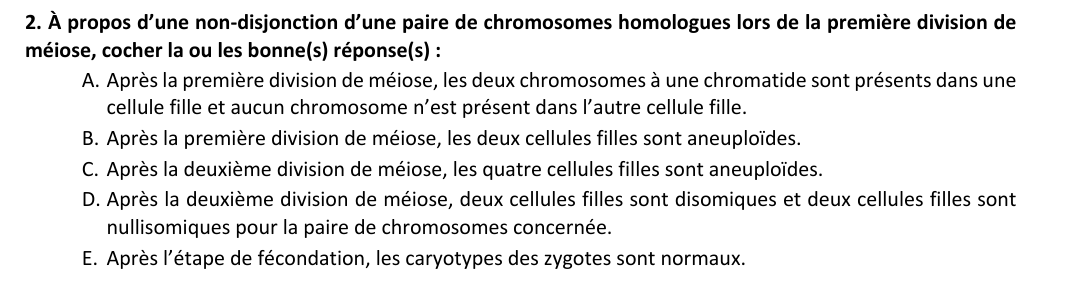 2. À propos d’une non-disjonction d’une paire de chromosomes homologues lors de la première division de
méiose, cocher la ou les bonne(s) réponse(s) :
A. Après la première division de méiose, les deux chromosomes à une chromatide sont présents dans une
cellule fille et aucun chromosome n’est présent dans l’autre cellule fille.
B. Après la première division de méiose, les deux cellules filles sont aneuploïdes.
C. Après la deuxième division de méiose, les quatre cellules filles sont aneuploïdes.
D. Après la deuxième division de méiose, deux cellules filles sont disomiques et deux cellules filles sont
nullisomiques pour la paire de chromosomes concernée.
E. Après l’étape de fécondation, les caryotypes des zygotes sont normaux.